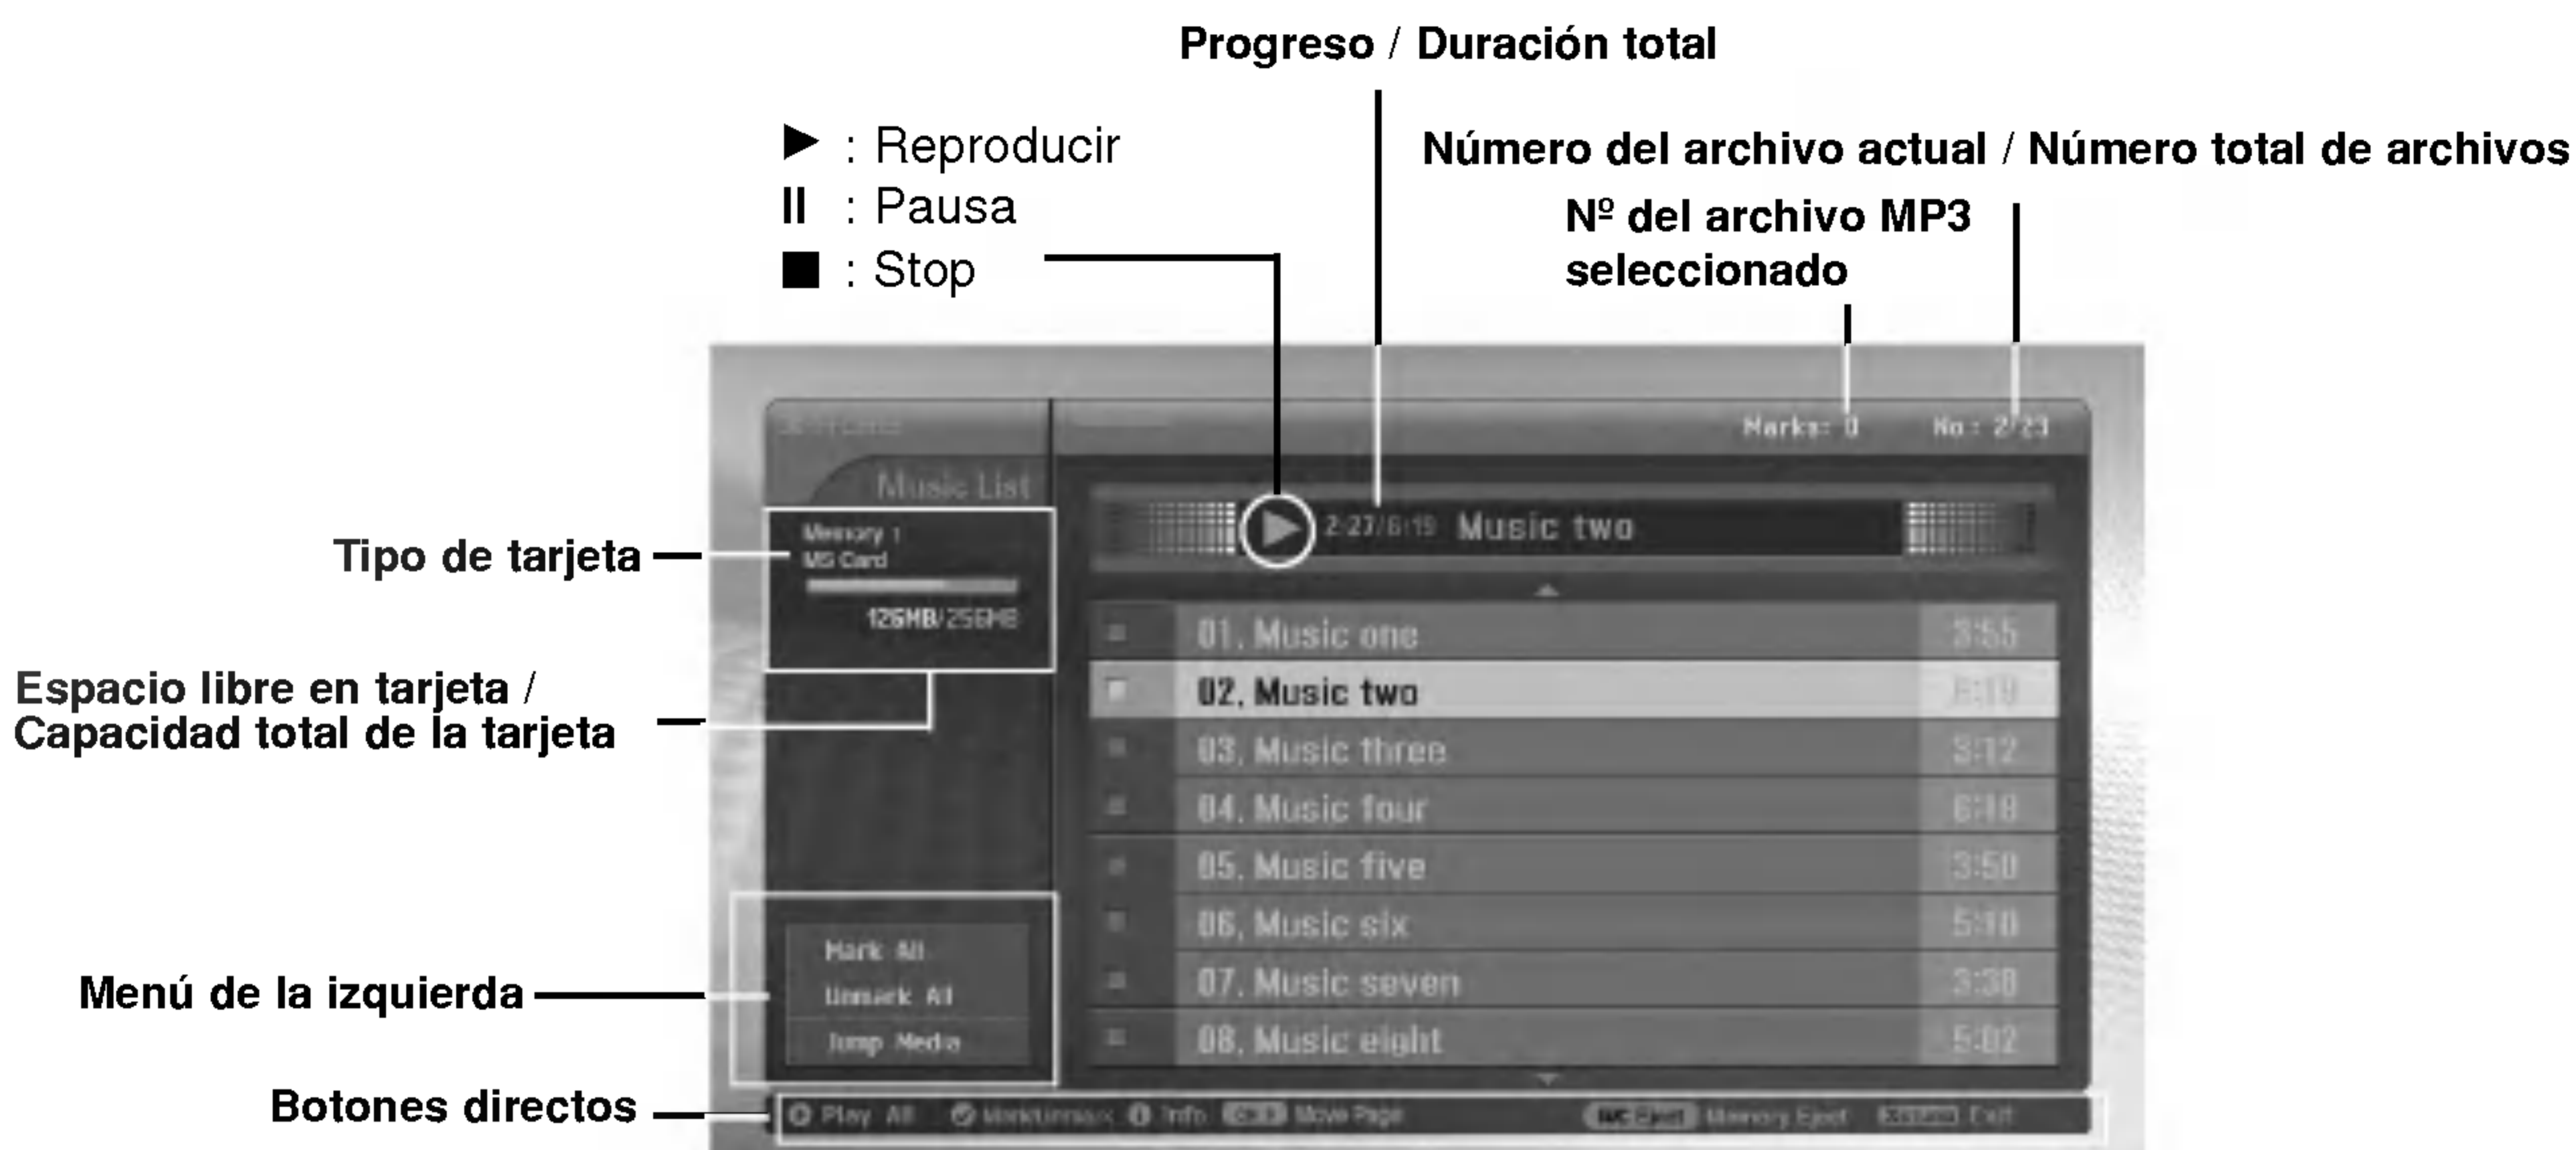 Progreso / Duración total
▶ : Reproducir
Número del archivo actual / Número total de archivos
II : Pausa
Nº del archivo MP3
seleccionado
■ : Stop
Marks: 0 No : 2/23
Music List
Tipo de tarjeta
Memory 1
MS Card
126MB/256MB
2:27/6:19 Music two
01. Music one 3:55
Espacio libre en tarjeta /
Capacidad total de la tarjeta
02. Music two 6:19
03. Music three 3:12
04. Music four 6:18
05. Music five 3:50
06. Music six 5:10
07. Music seven 3:38
08. Music eight 5:02
Menú de la izquierda
Mark All
Unmark All
Jump Media
Botones directos
Play All Mark/Unmark Info Move Page Memory Eject Exit